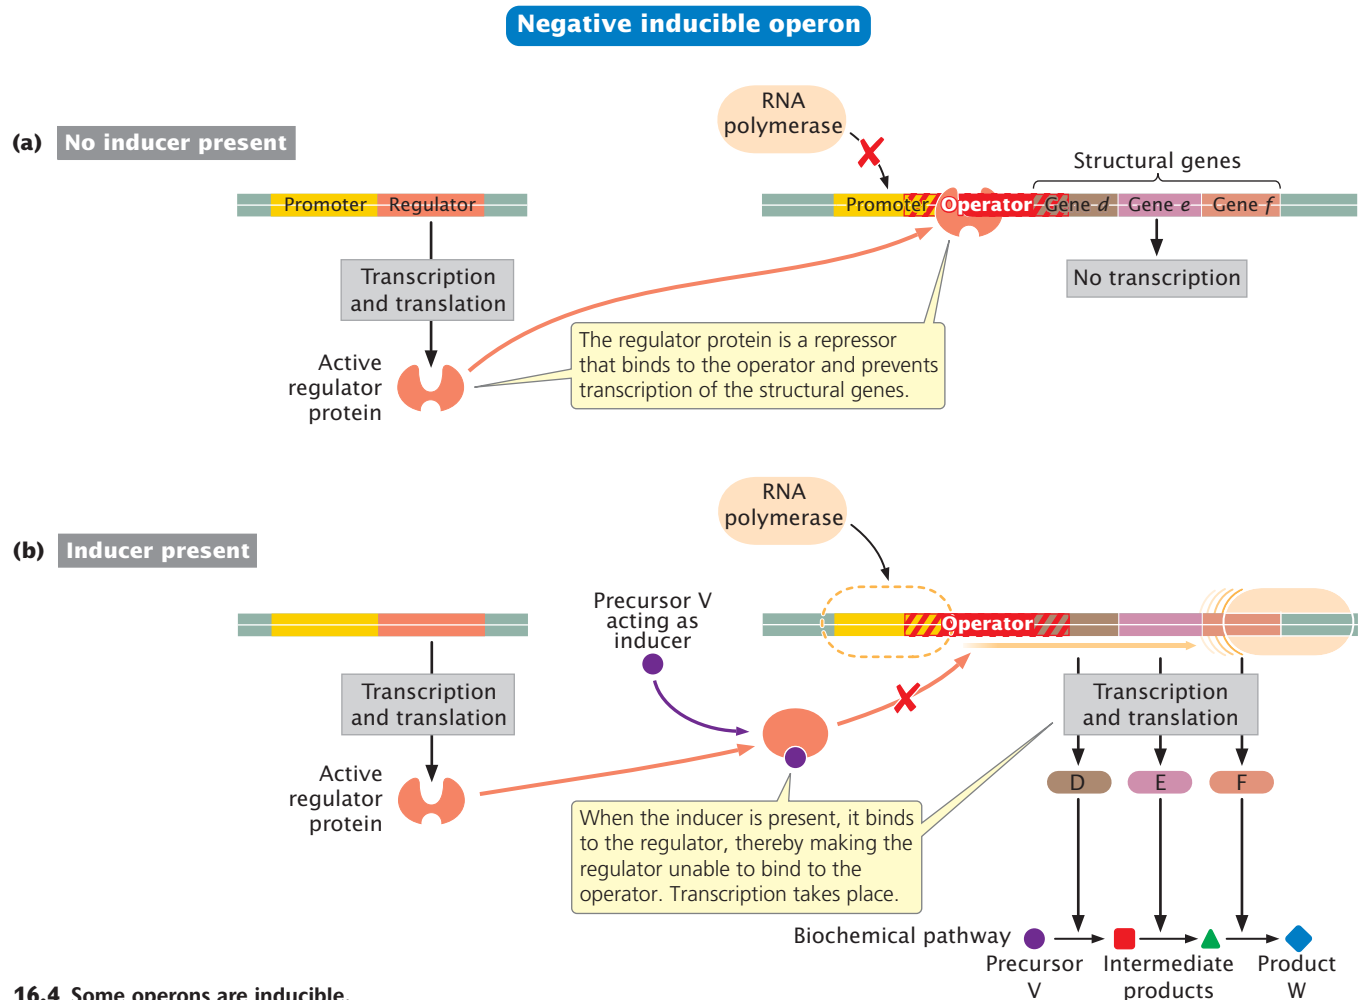 Negative inducible operon
(a) No inducer present
RNA
polymerase
Structural genes
Promoter Regulator
Promoter Operator Gene d Gene e Gene f
Transcription
and translation
No transcription
Active
regulator
protein
The regulator protein is a repressor
that binds to the operator and prevents
transcription of the structural genes.
(b) Inducer present
RNA
polymerase
Precursor V
acting as
inducer
Operator
Transcription
and translation
Transcription
and translation
Active
regulator
protein
D E F
When the inducer is present, it binds
to the regulator, thereby making the
regulator unable to bind to the
operator. Transcription takes place.
Biochemical pathway
Precursor
V
Intermediate
products
Product
W
16.4 Some operons are inducible.